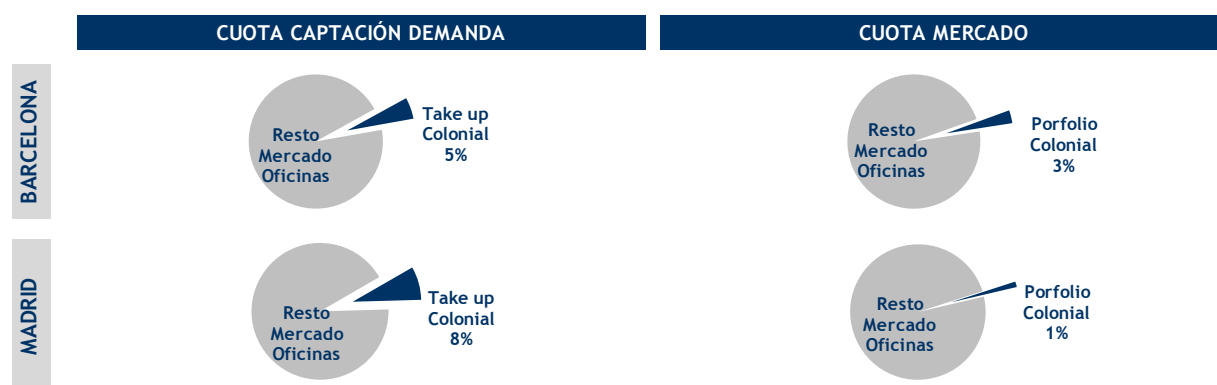 CUOTA CAPTACIÓN DEMANDA
CUOTA MERCADO
BARCELONA
Resto
Mercado
Oficinas
Take up
Colonial
5%
Resto
Mercado
Oficinas
Porfolio
Colonial
3%
MADRID
Resto
Mercado
Oficinas
Take up
Colonial
8%
Resto
Mercado
Oficinas
Porfolio
Colonial
1%